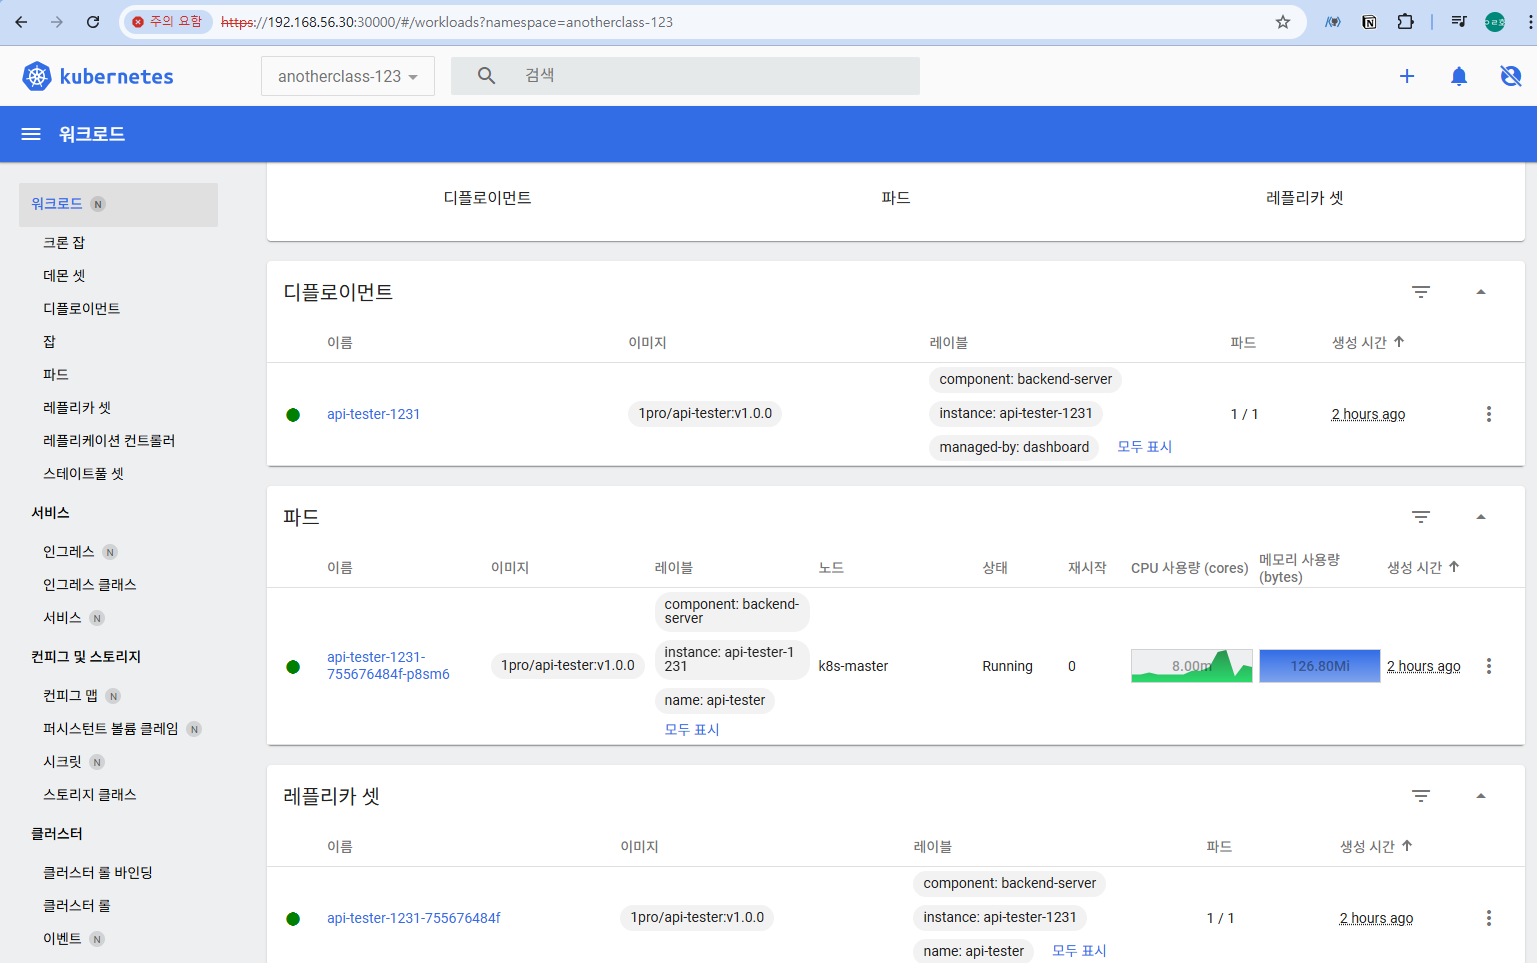 주의 요함
https://192.168.56.30:30000/#/workloads?namespace=anotherclass-123
kubernetes
anotherclass-123
검색
워크로드
워크로드 N
크론 잡
데몬 셋
디플로이먼트
잡
파드
레플리카 셋
레플리케이션 컨트롤러
스테이트풀 셋
서비스
인그레스 N
인그레스 클래스
서비스 N
컨피그 및 스토리지
컨피그 맵 N
퍼시스턴트 볼륨 클레임 N
시크릿 N
스토리지 클래스
클러스터
클러스터 롤 바인딩
클러스터 롤
이벤트 N
디플로이먼트 파드 레플리카 셋
디플로이먼트
이름 이미지 레이블 파드 생성 시간
component: backend-server
api-tester-1231 1pro/api-tester:v1.0.0 instance: api-tester-1231 1 / 1 2 hours ago
managed-by: dashboard 모두 표시
파드
이름 이미지 레이블 노드 상태 재시작 CPU 사용량 (cores) 메모리 사용량
(bytes) 생성 시간
component: backend-
server
api-tester-1231-
755676484f-p8sm6
1pro/api-tester:v1.0.0
instance: api-tester-1
231
k8s-master Running 0 8.00m 126.80Mi 2 hours ago
name: api-tester
모두 표시
레플리카 셋
이름 이미지 레이블 파드 생성 시간
component: backend-server
api-tester-1231-755676484f 1pro/api-tester:v1.0.0 instance: api-tester-1231 1 / 1 2 hours ago
name: api-tester 모두 표시